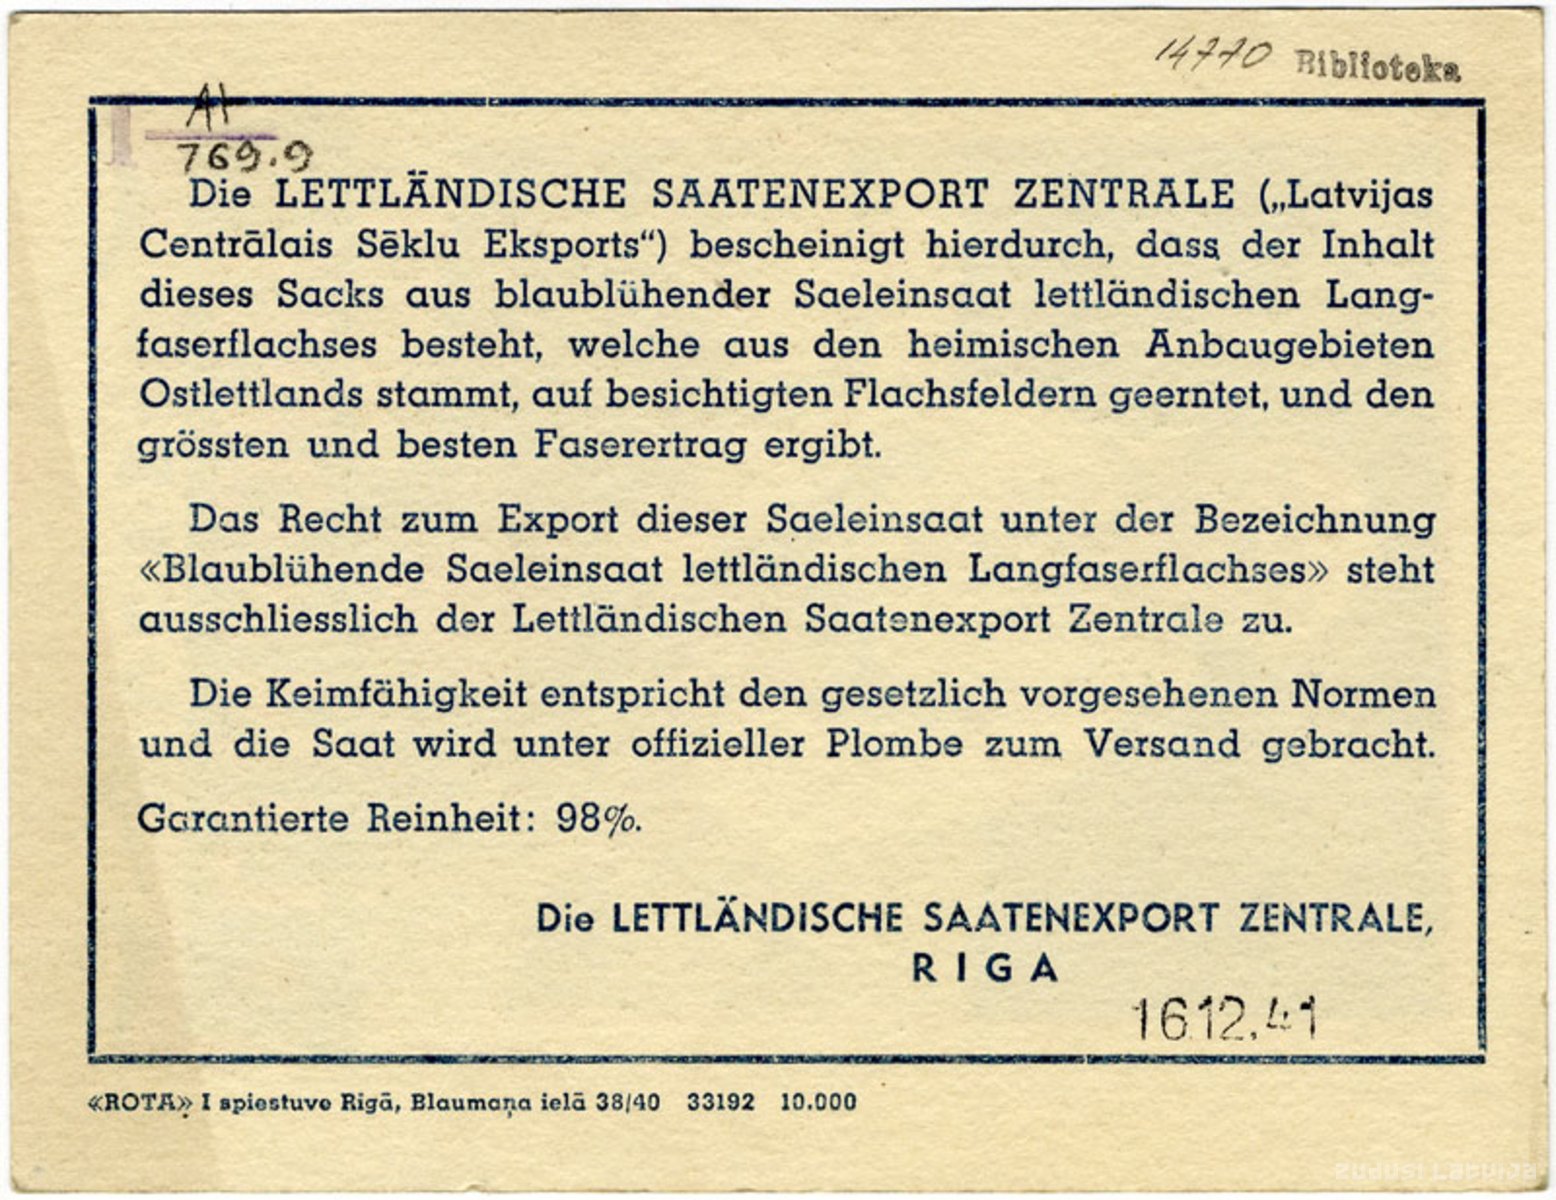 14770 Biblioteka
A1
I
769.9
Die LETTLÄNDISCHE SAATENEXPORT ZENTRALE („Latvijas
Centrālais Sēklu Eksports“) bescheinigt hierdurch, dass der Inhalt
dieses Sacks aus blaublühender Saeleinsaat lettländischen Lang-
faserflachses besteht, welche aus den heimischen Anbaugebieten
Ostlettlands stammt, auf besichtigten Flachsfeldern geerntet, und den
grössten und besten Faserertrag ergibt.
Das Recht zum Export dieser Saeleinsaat unter der Bezeichnung
«Blaublühende Saeleinsaat lettländischen Langfaserflachses» steht
ausschliesslich der Lettländischen Saatenexport Zentrale zu.
Die Keimfähigkeit entspricht den gesetzlich vorgesehenen Normen
und die Saat wird unter offizieller Plombe zum Versand gebracht.
Garantierte Reinheit: 98%.
Die LETTLÄNDISCHE SAATENEXPORT ZENTRALE,
RIGA
16.12.41
«ROTA» I spiestuve Rīgā, Blaumaņa ielā 38/40 33192 10.000
zudusi Latvija